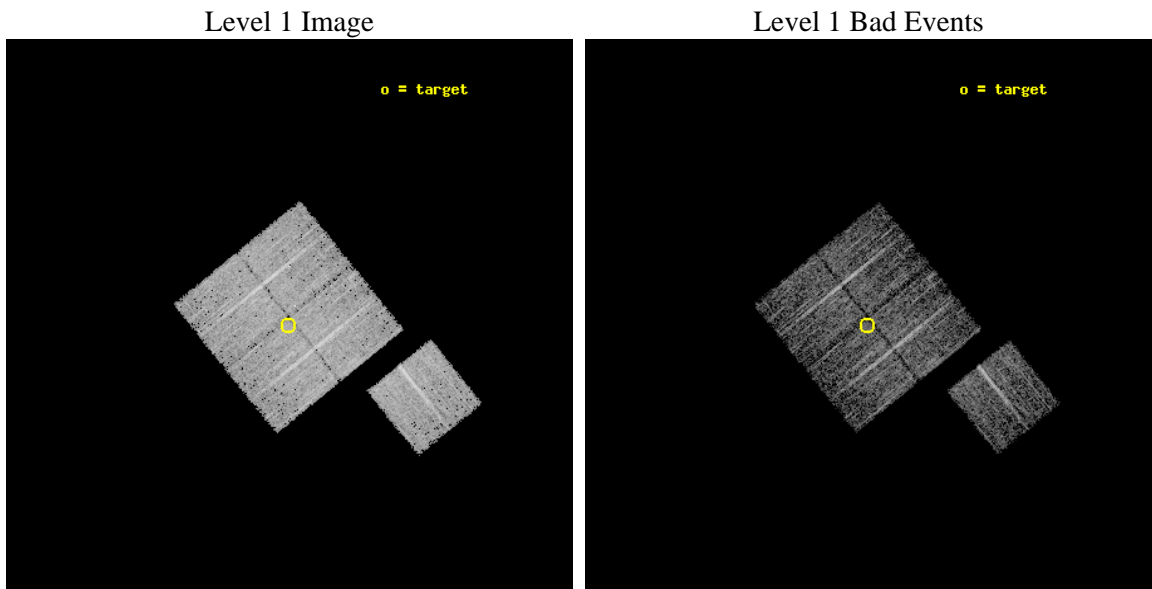 Level 1 Image
Level 1 Bad Events
o = target
o = target